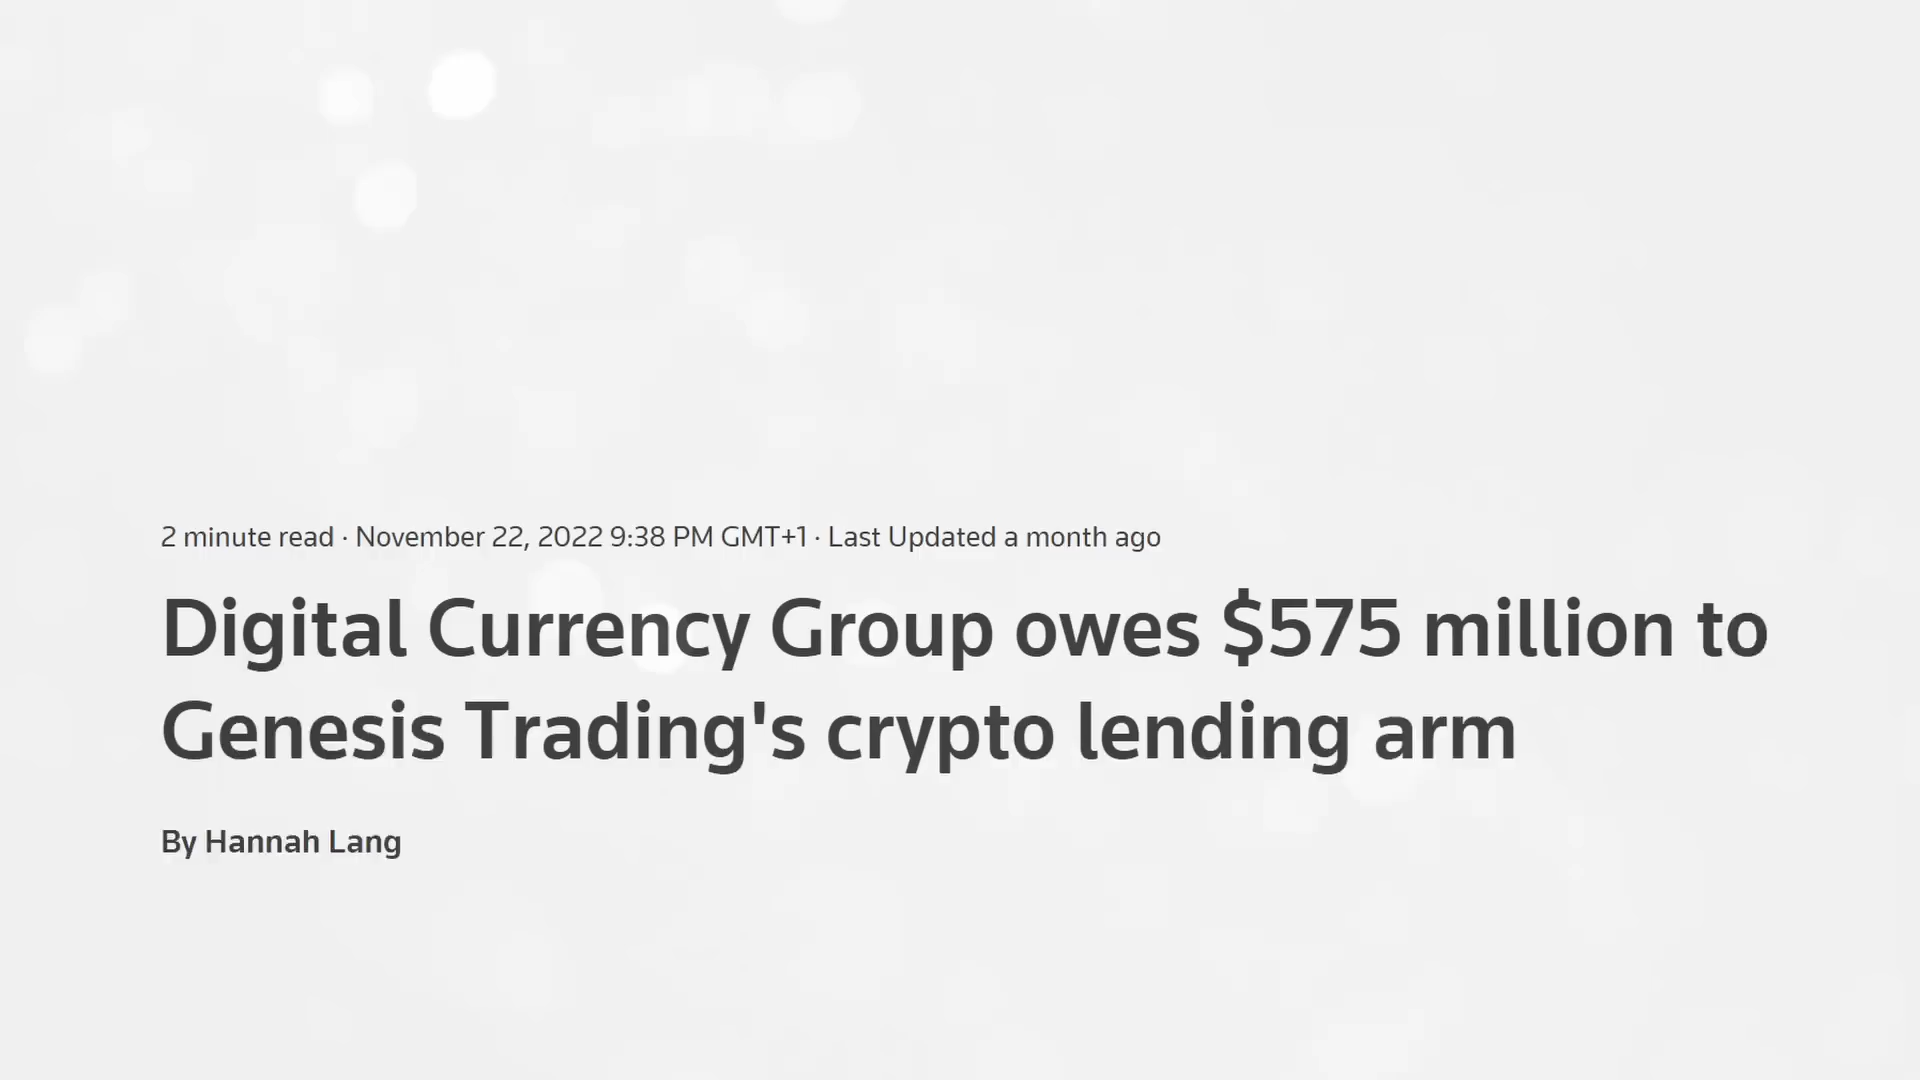 2 minute read · November 22, 2022 9:38 PM GMT+1 · Last Updated a month ago
Digital Currency Group owes $575 million to
Genesis Trading's crypto lending arm
By Hannah Lang